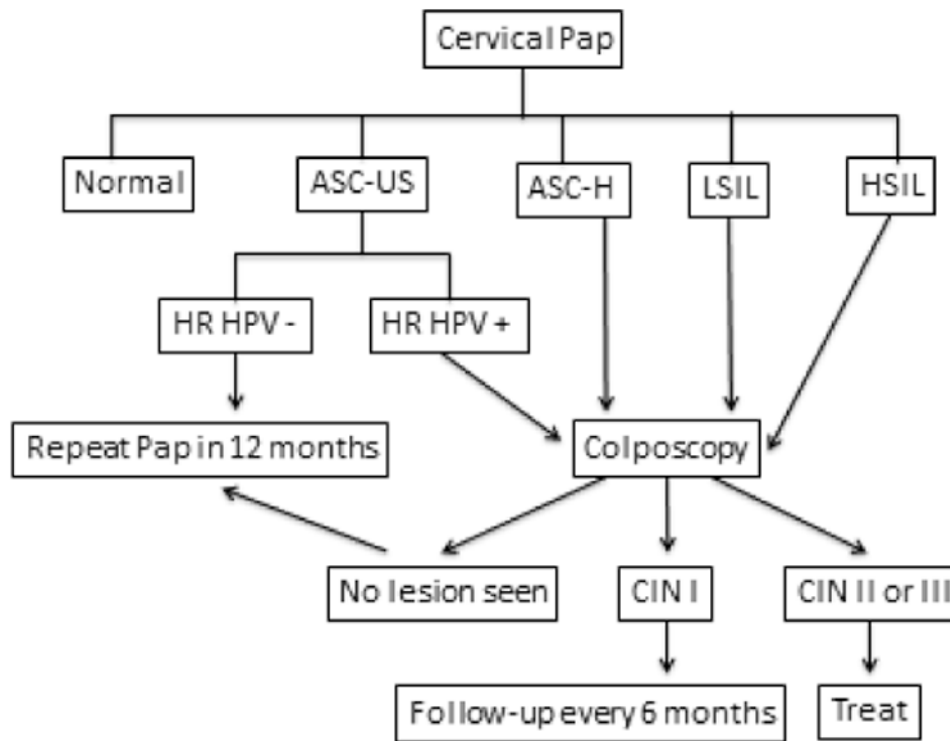 Cervical Pap
Normal
ASC-US
ASC-H
LSIL
HSIL
HR HPV -
HR HPV +
Repeat Pap in 12 months
Colposcopy
No lesion seen
CIN I
CIN II or III
Follow-up every 6 months
Treat